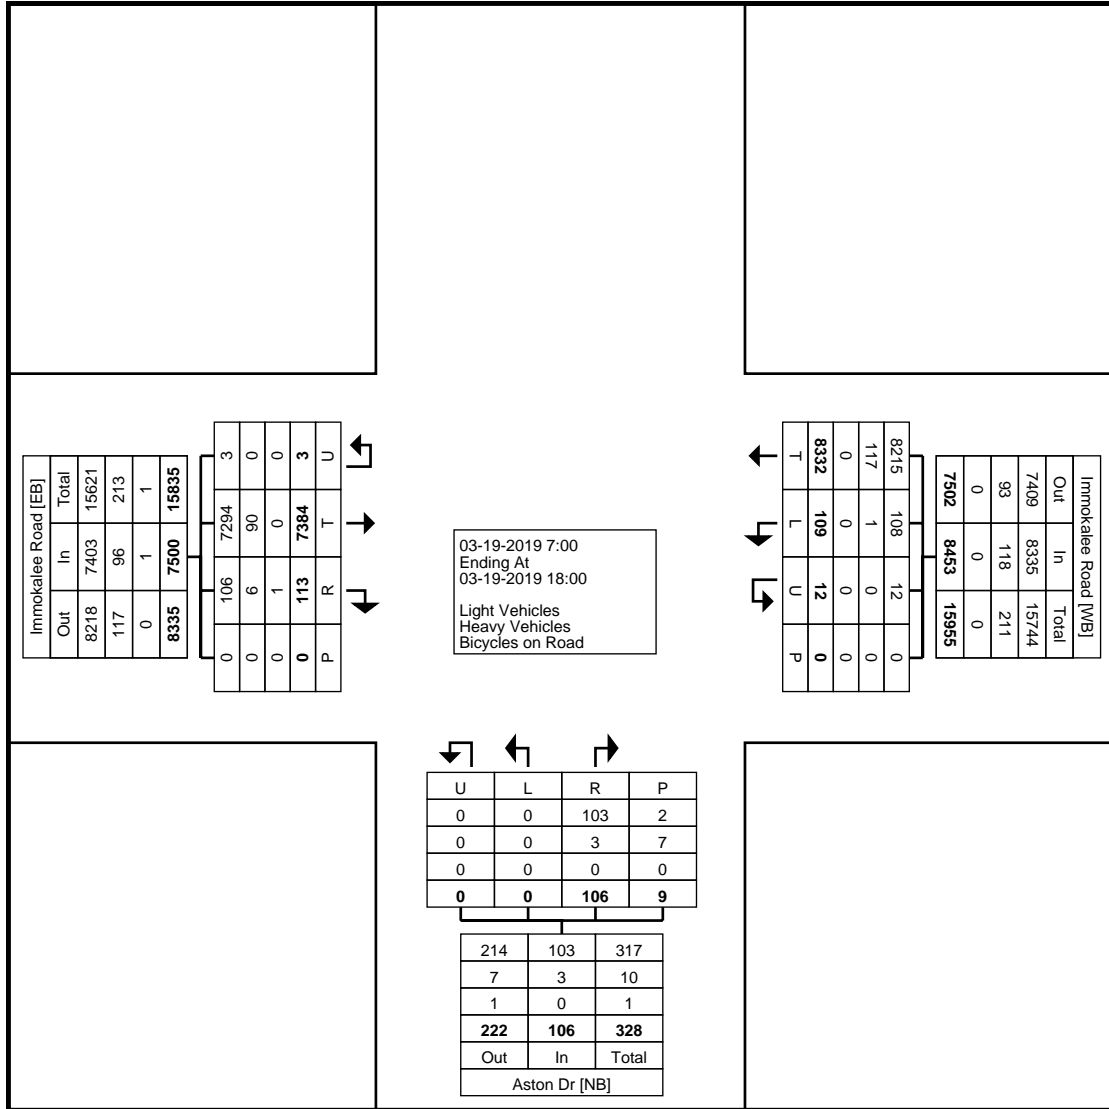 Immokalee Road [EB]
Total In Out
15621 7403 8218
213 96 117
1 1 0
15835 7500 8335
3 7294 106 0
0 90 6 0
0 0 1 0
3 7384 113 0
U T R P
03-19-2019 7:00
Ending At
03-19-2019 18:00
Light Vehicles
Heavy Vehicles
Bicycles on Road
Immokalee Road [WB]
Out In Total
7409 8335 15744
93 118 211
0 0 0
7502 8453 15955
8215 108 12 0
117 1 0 0
0 0 0 0
8332 109 12 0
T L U P
U L R P
0 0 103 2
0 0 3 7
0 0 0 0
0 0 106 9
214 103 317
7 3 10
1 0 1
222 106 328
Out In Total
Aston Dr [NB]